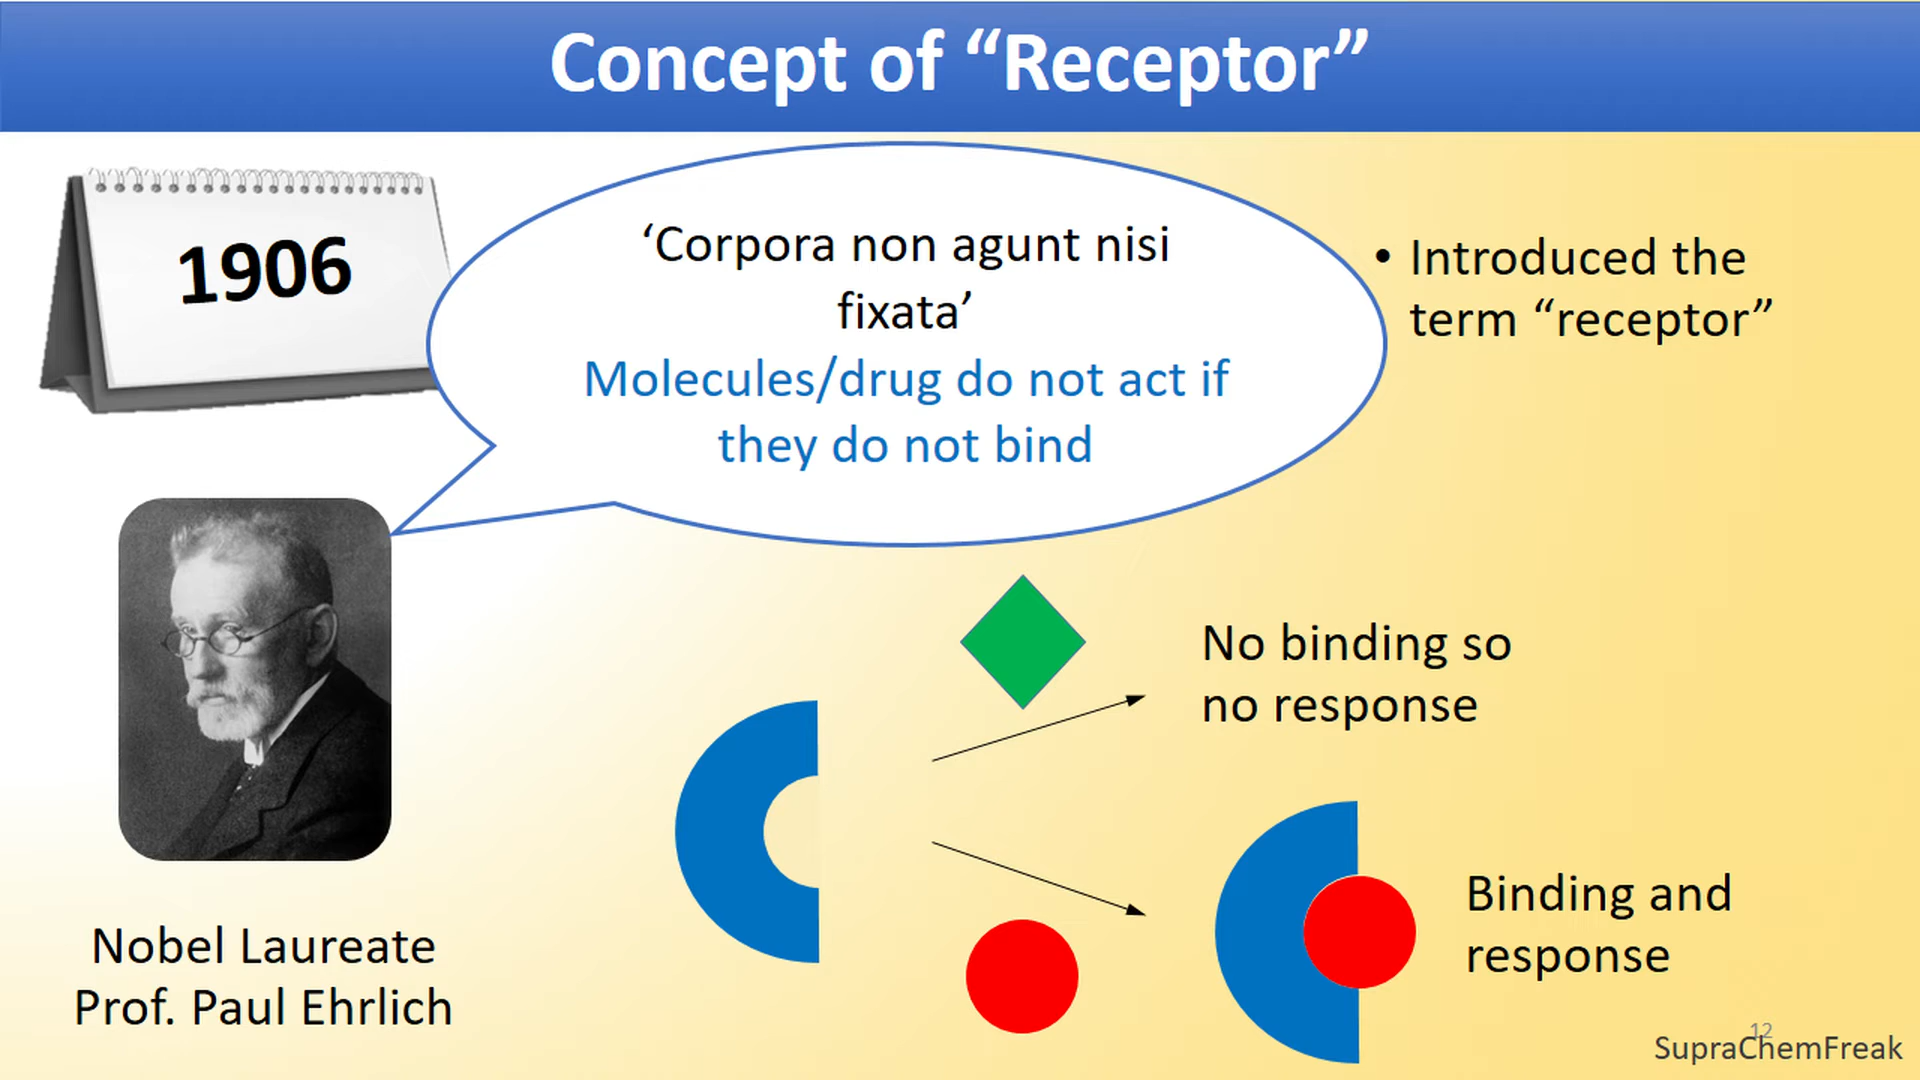 Concept of “Receptor”
1906
‘Corpora non agunt nisi
fixata’
Molecules/drug do not act if
they do not bind
• Introduced the
term “receptor”
No binding so
no response
Binding and
response
Nobel Laureate
Prof. Paul Ehrlich
12
SupraChemFreak